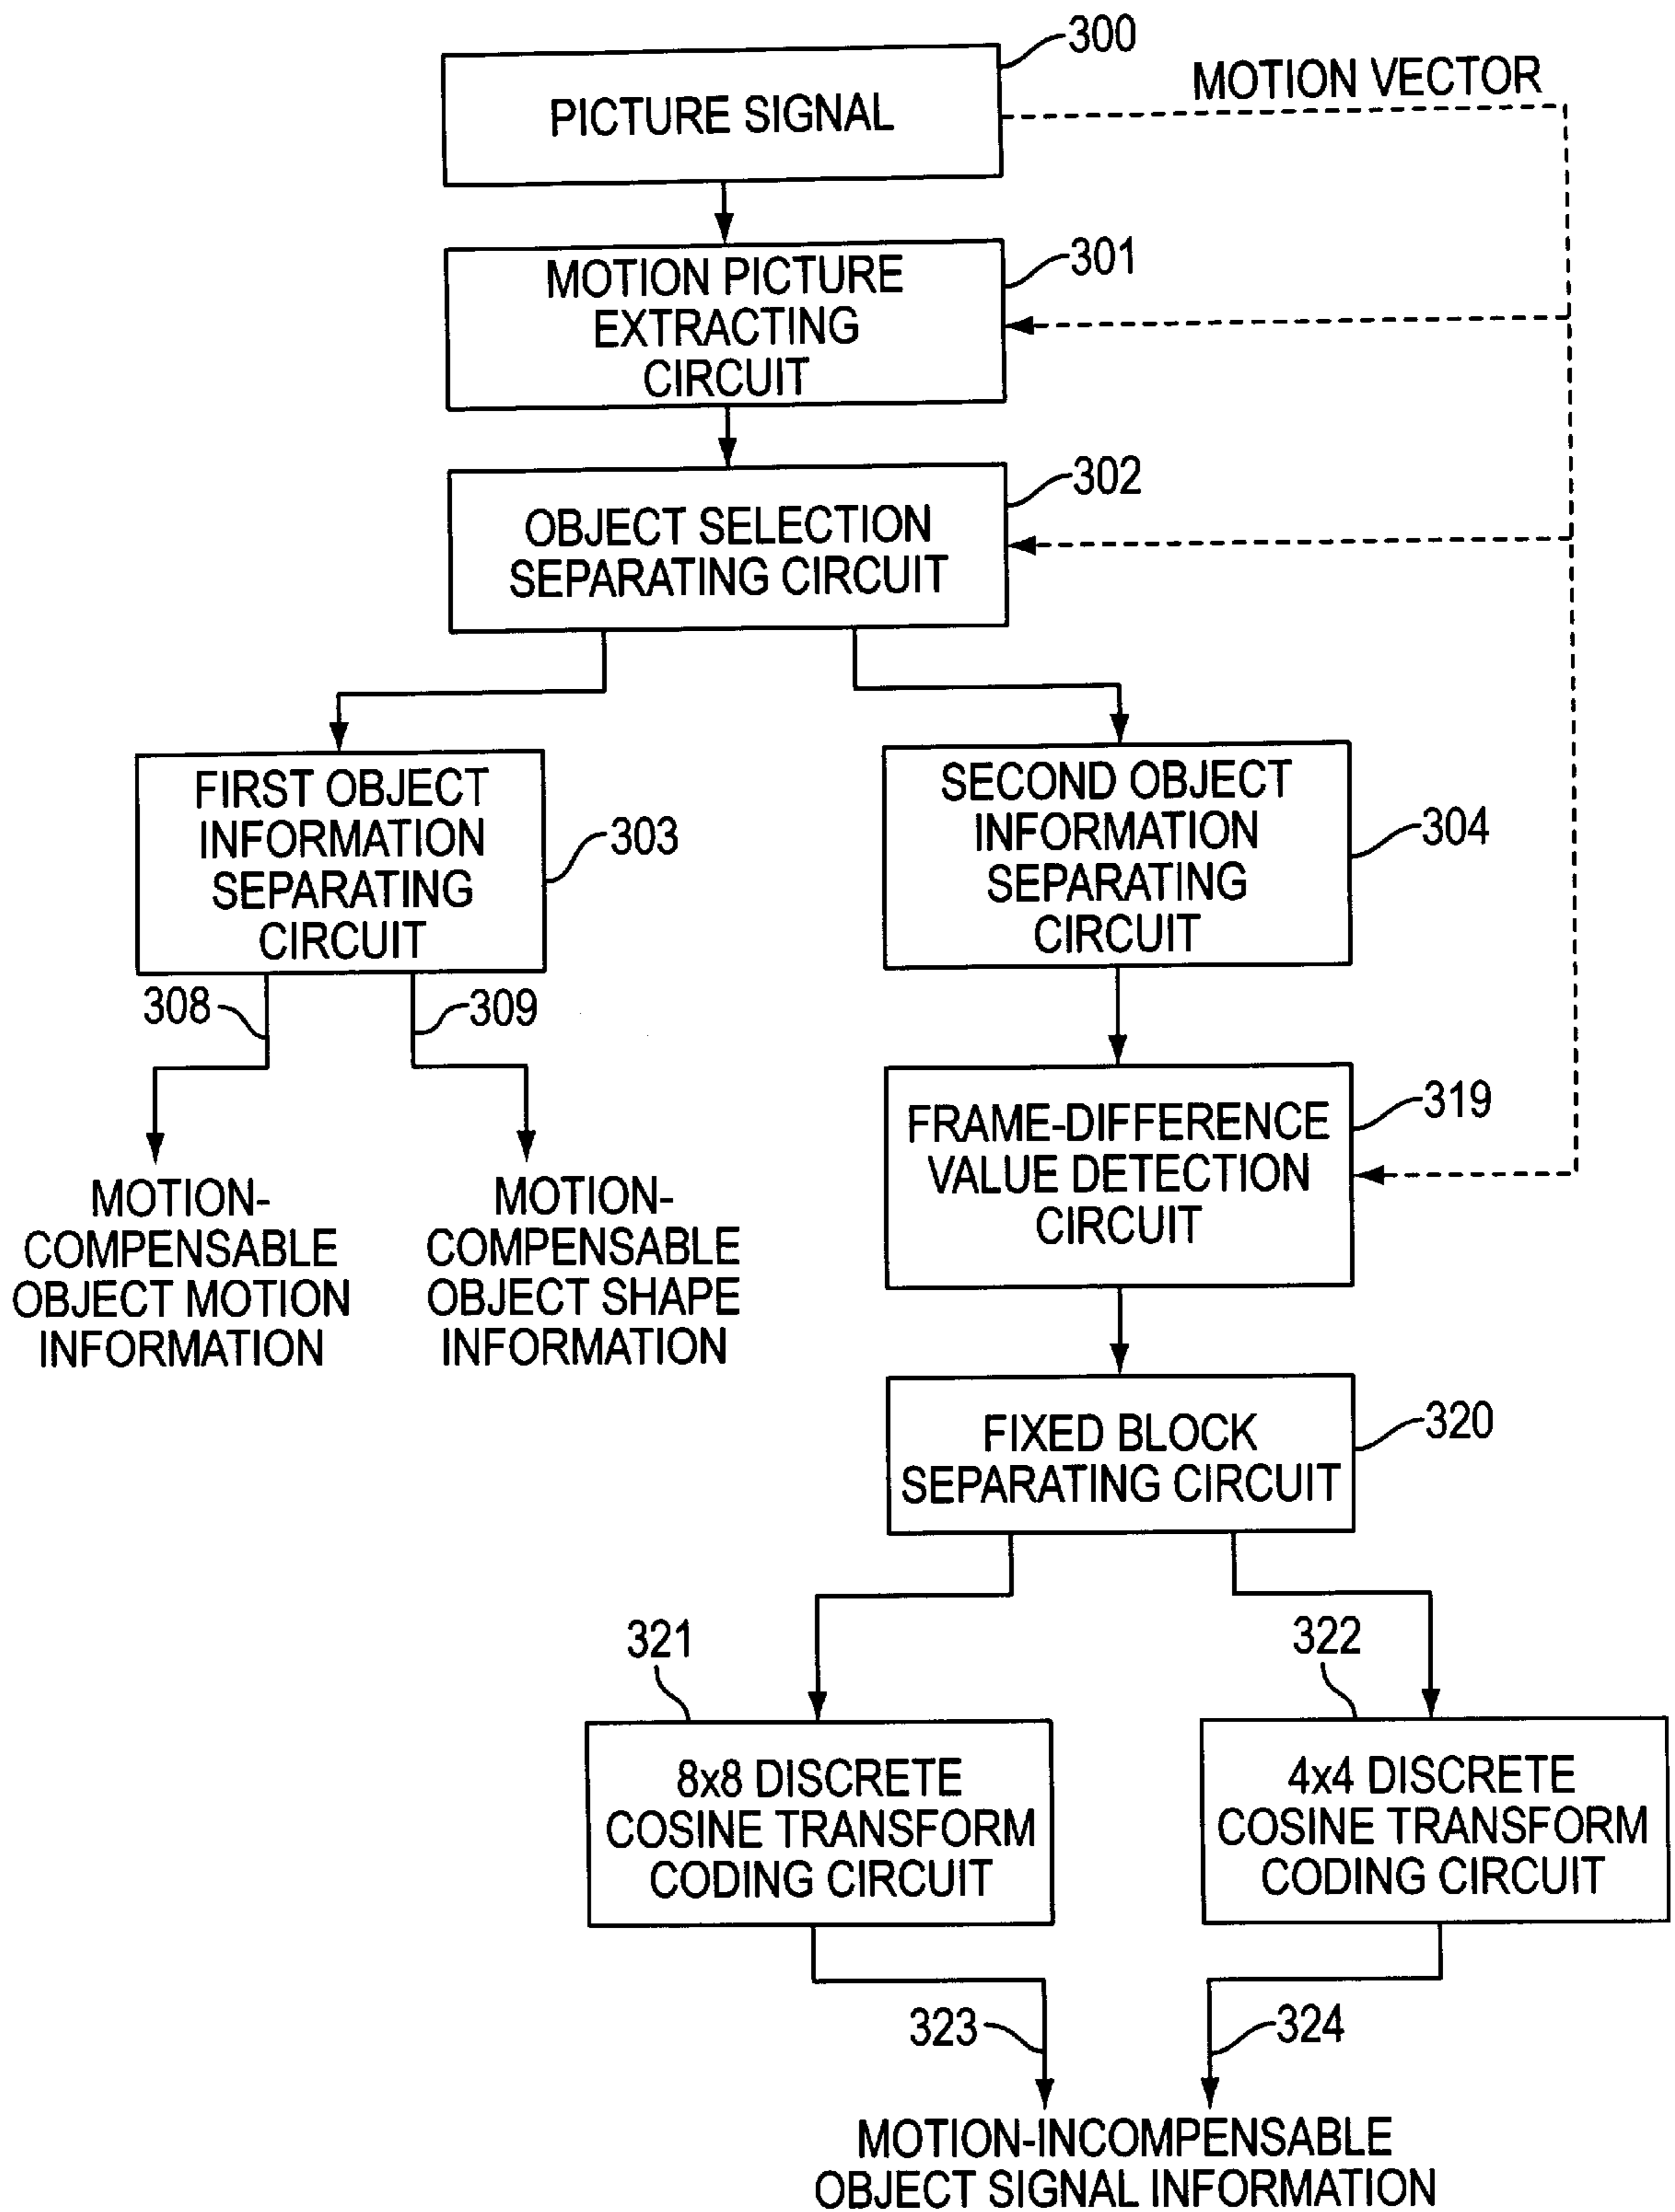 300
MOTION VECTOR
PICTURE SIGNAL
301
MOTION PICTURE
EXTRACTING
CIRCUIT
302
OBJECT SELECTION
SEPARATING CIRCUIT
FIRST OBJECT
INFORMATION
SEPARATING
CIRCUIT
303
SECOND OBJECT
INFORMATION
SEPARATING
CIRCUIT
304
308
309
MOTION-
COMPENSABLE
OBJECT MOTION
INFORMATION
MOTION-
COMPENSABLE
OBJECT SHAPE
INFORMATION
319
FRAME-DIFFERENCE
VALUE DETECTION
CIRCUIT
320
FIXED BLOCK
SEPARATING CIRCUIT
321
322
8x8 DISCRETE
COSINE TRANSFORM
CODING CIRCUIT
4x4 DISCRETE
COSINE TRANSFORM
CODING CIRCUIT
323
324
MOTION-INCOMPENSABLE
OBJECT SIGNAL INFORMATION